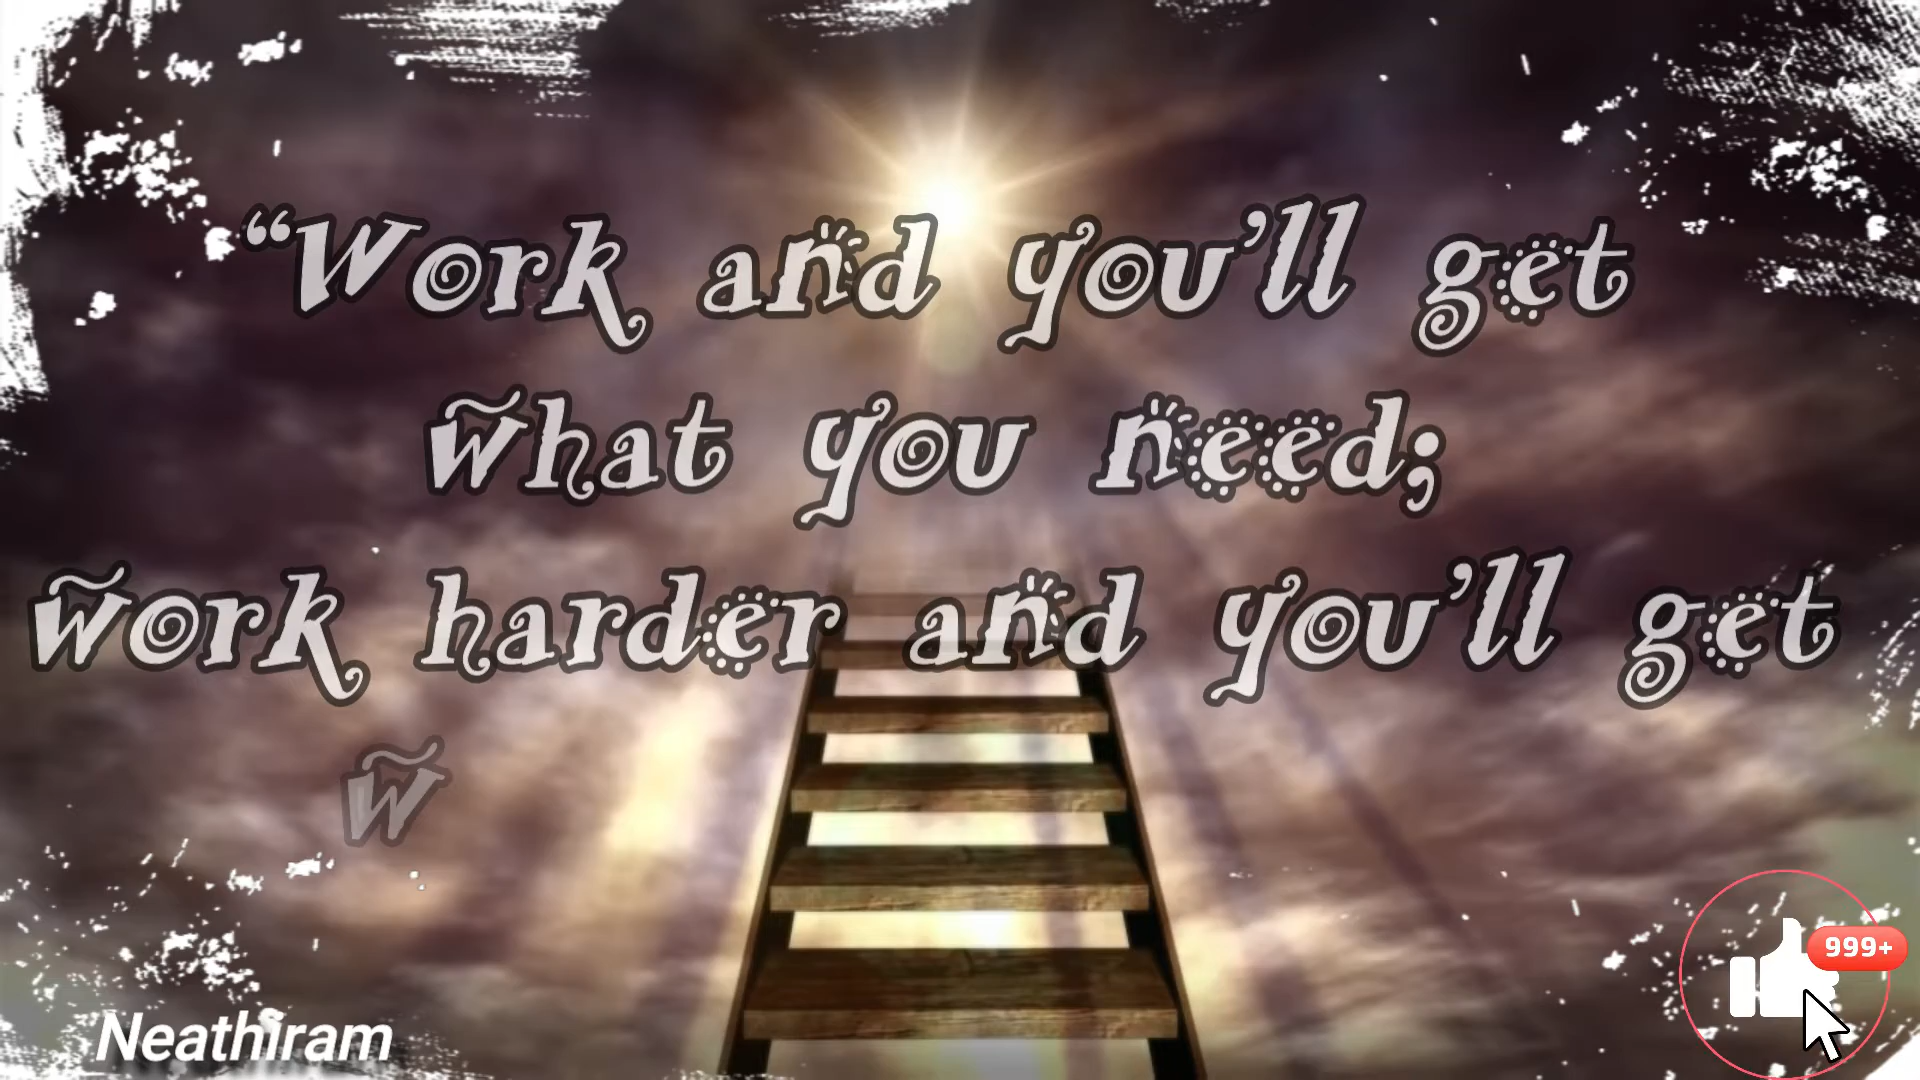 “Work and you’ll get
what you need;
work harder and you’ll get
w
Neathiram
999+